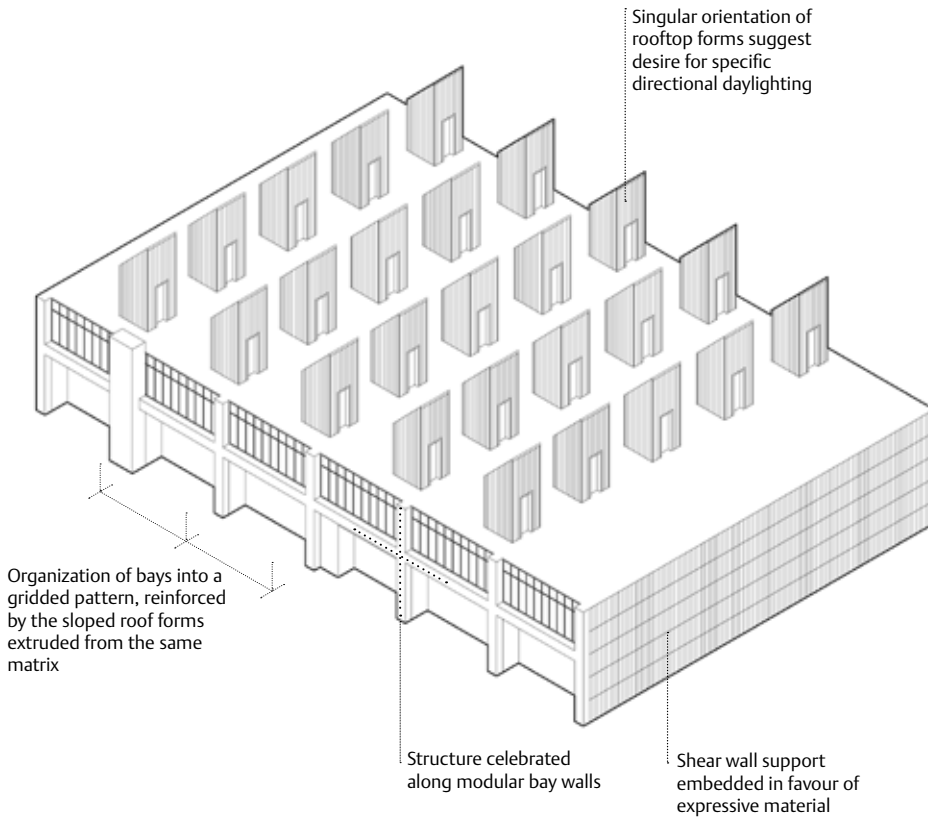 Singular orientation of
rooftop forms suggest
desire for specific
directional daylighting
Organization of bays into a
gridded pattern, reinforced
by the sloped roof forms
extruded from the same
matrix
Structure celebrated
along modular bay walls
Shear wall support
embedded in favour of
expressive material